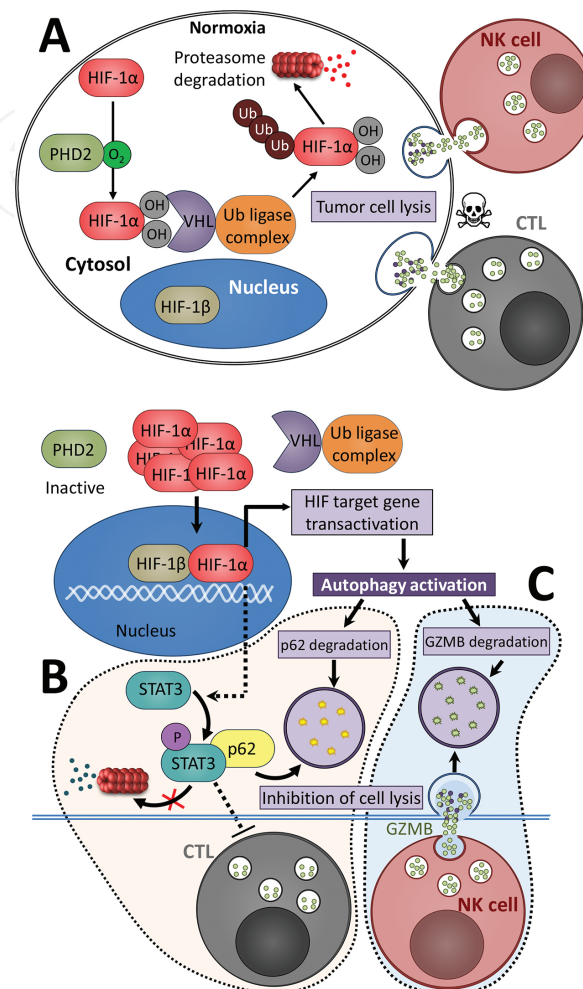 A
Normoxia
Proteasome
degradation
NK cell
HIF-1α
Ub
Ub
Ub
OH
HIF-1α
OH
PHD2
O2
HIF-1α
OH
OH
VHL
Ub ligase
complex
Tumor cell lysis
CTL
Cytosol
Nucleus
HIF-1β
PHD2
Inactive
HIF-1α
HIF-1α
HIF-1
HIF-1α
VHL
Ub ligase
complex
HIF target gene
transactivation
HIF-1β
HIF-1α
Nucleus
Autophagy activation
C
p62 degradation
GZMB degradation
B
STAT3
P
STAT3
p62
Inhibition of cell lysis
GZMB
CTL
NK cell